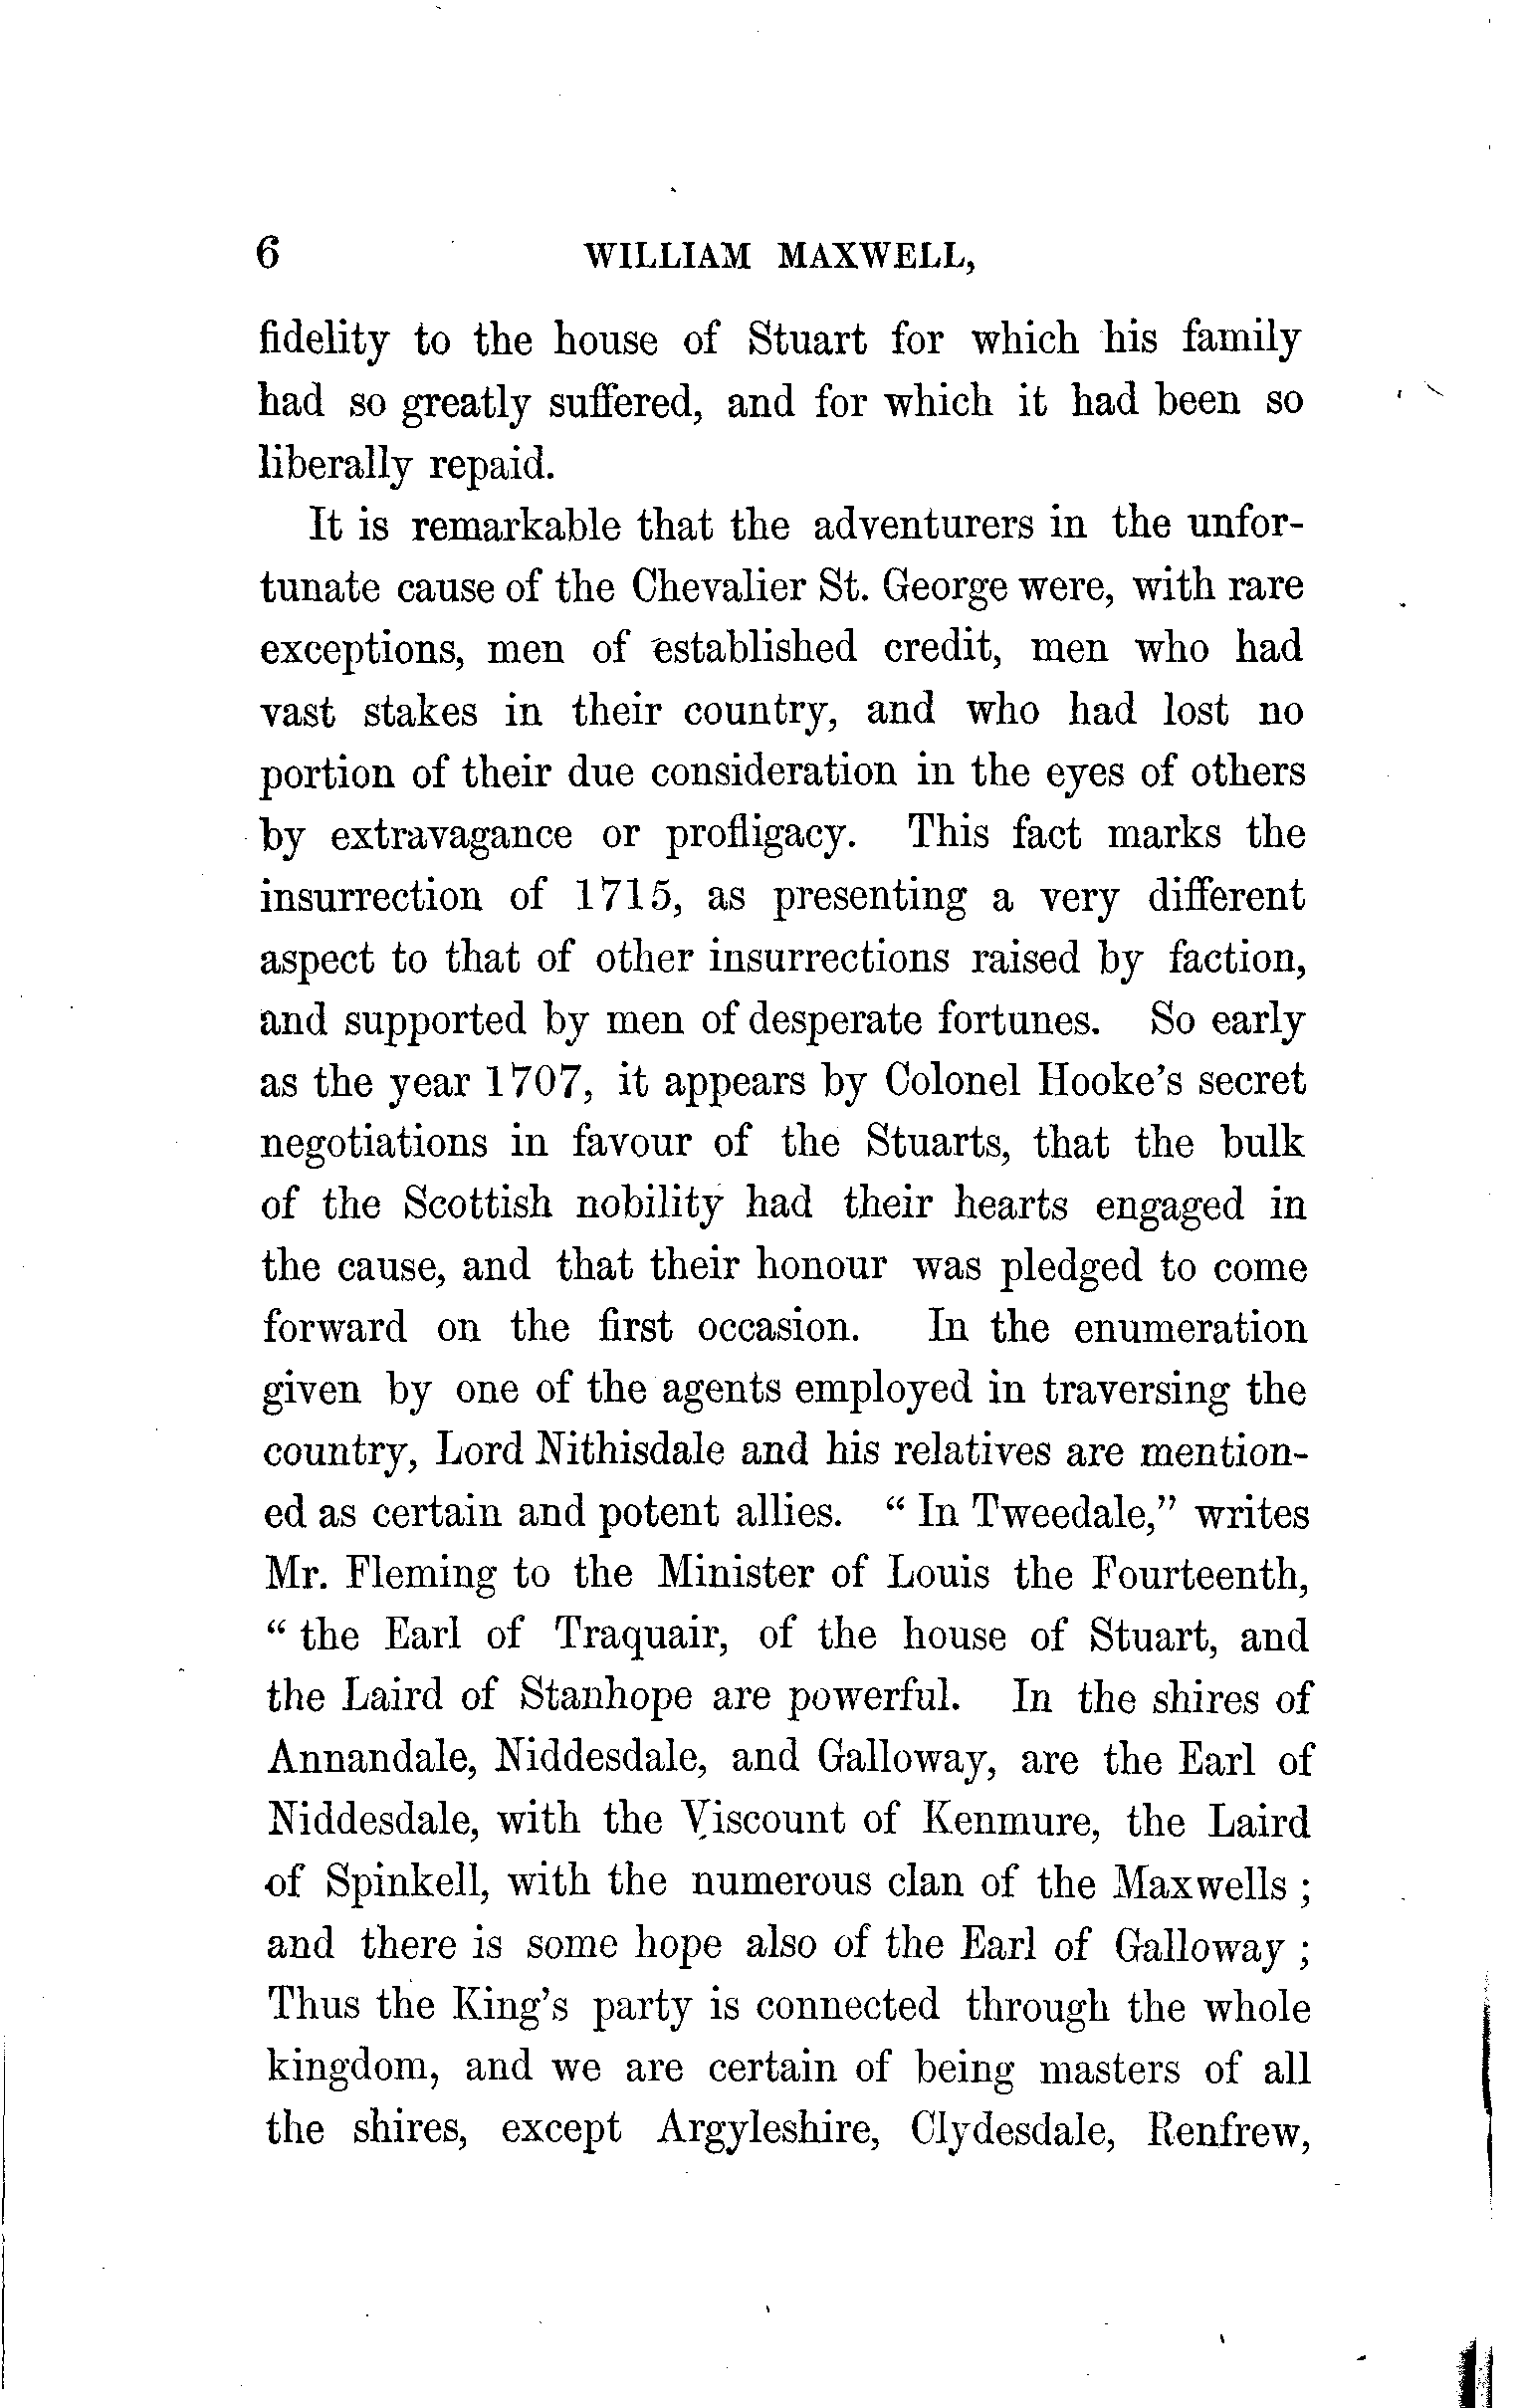 6 WILLIAM MAXWELL,
fidelity to the house of Stuart for which his family
had so greatly suffered, and for which it had been so
liberally repaid.
It is remarkable that the adventurers in the unfor-
tunate cause of the Chevalier St. George were, with rare
exceptions, men of established credit, men who had
vast stakes in their country, and who had lost no
portion of their due consideration in the eyes of others
by extravagance or profligacy. This fact marks the
insurrection of 1715, as presenting a very different
aspect to that of other insurrections raised by faction,
and supported by men of desperate fortunes. So early
as the year 1707, it appears by Colonel Hooke's secret
negotiations in favour of the Stuarts, that the bulk
of the Scottish nobility had their hearts engaged in
the cause, and that their honour was pledged to come
forward on the first occasion. In the enumeration
given by one of the agents employed in traversing the
country, Lord Nithisdale and his relatives are mention-
ed as certain and potent allies. " In Tweedale," writes
Mr. Fleming to the Minister of Louis the Fourteenth,
" the Earl of Traquair, of the house of Stuart, and
the Laird of Stanhope are powerful. In the shires of
Annandale, Niddesdale, and Galloway, are the Earl of
Niddesdale, with the Viscount of Kenmure, the Laird
of Spinkell, with the numerous clan of the Maxwells ;
and there is some hope also of the Earl of Galloway ;
Thus the King's party is connected through the whole
kingdom, and we are certain of being masters of all
the shires, except Argyleshire, Clydesdale, Renfrew,